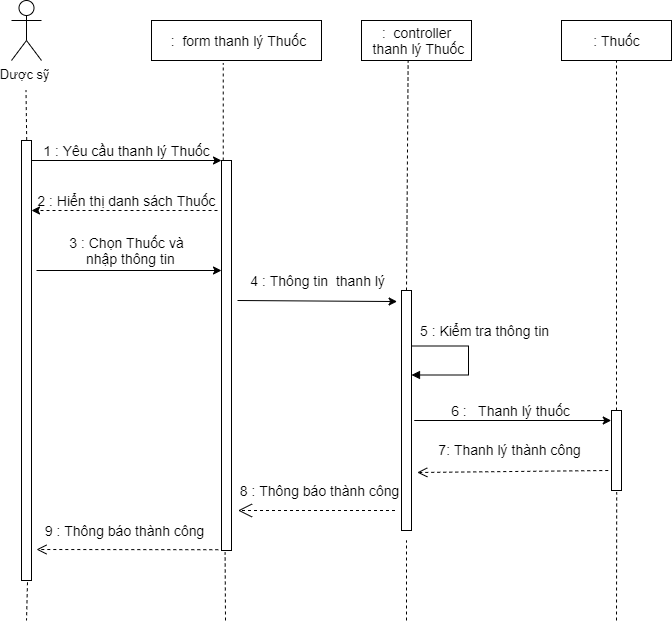 : form thanh lý Thuốc
: controller
thanh lý Thuốc
: Thuốc
Dược sỹ
1 : Yêu cầu thanh lý Thuốc
2 : Hiển thị danh sách Thuốc
3 : Chọn Thuốc và
nhập thông tin
4 : Thông tin thanh lý
5 : Kiểm tra thông tin
6 : Thanh lý thuốc
7: Thanh lý thành công
8 : Thông báo thành công
9 : Thông báo thành công